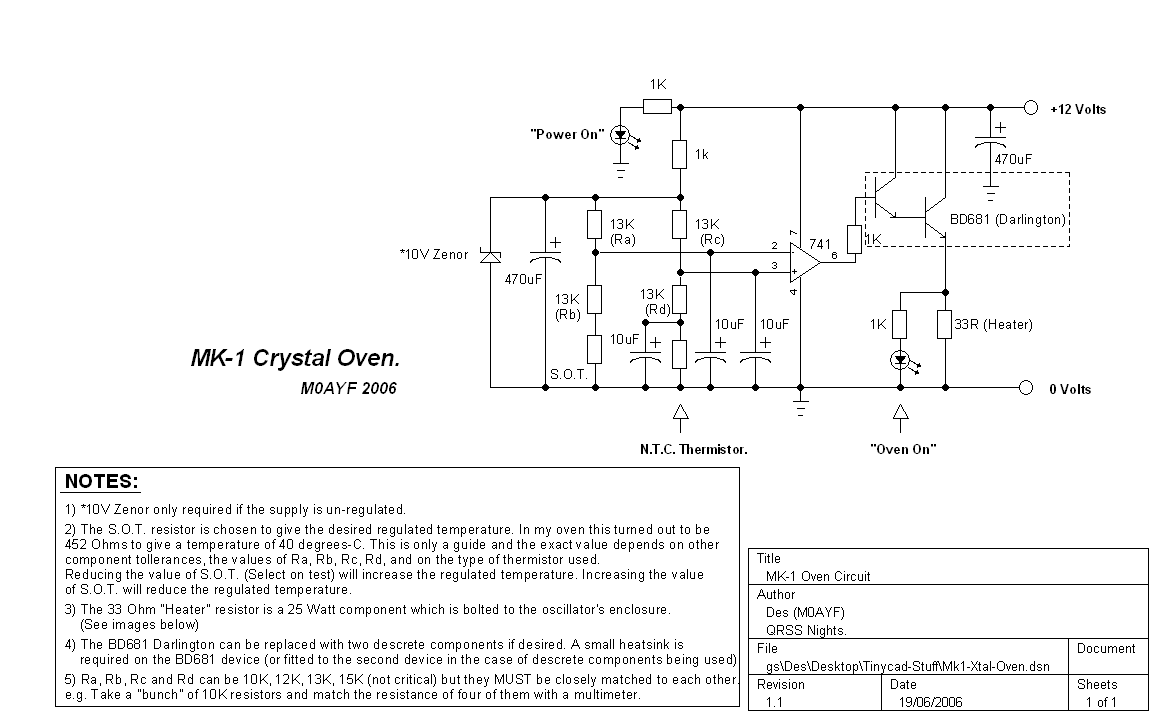 1K
+12 Volts
"Power On"
1k
470uF
BD681 (Darlington)
13K
(Ra)
13K
(Rc)
*10V Zenor
470uF
2
3
7
741
6
4
1K
13K
(Rb)
13K
(Rd)
10uF
10uF
10uF
1K
33R (Heater)
S.O.T.
MK-1 Crystal Oven.
M0AYF 2006
0 Volts
N.T.C. Thermistor.
"Oven On"
NOTES:
1) *10V Zenor only required if the supply is un-regulated.
2) The S.O.T. resistor is chosen to give the desired regulated temperature. In my oven this turned out to be
452 Ohms to give a temperature of 40 degrees-C. This is only a guide and the exact value depends on other
component tollerances, the values of Ra, Rb, Rc, Rd, and on the type of thermistor used.
Reducing the value of S.O.T. (Select on test) will increase the regulated temperature. Increasing the value
of S.O.T. will reduce the regulated temperature.
3) The 33 Ohm "Heater" resistor is a 25 Watt component which is bolted to the oscillator's enclosure.
(See images below)
4) The BD681 Darlington can be replaced with two descrete components if desired. A small heatsink is
required on the BD681 device (or fitted to the second device in the case of descrete components being used)
5) Ra, Rb, Rc and Rd can be 10K, 12K, 13K, 15K (not critical) but they MUST be closely matched to each other.
e.g. Take a "bunch" of 10K resistors and match the resistance of four of them with a multimeter.
Title
MK-1 Oven Circuit
Author
Des (M0AYF)
QRSS Nights.
File
gs\Des\Desktop\Tinycad-Stuff\Mk1-Xtal-Oven.dsn
Document
Revision
1.1
Date
19/06/2006
Sheets
1 of 1